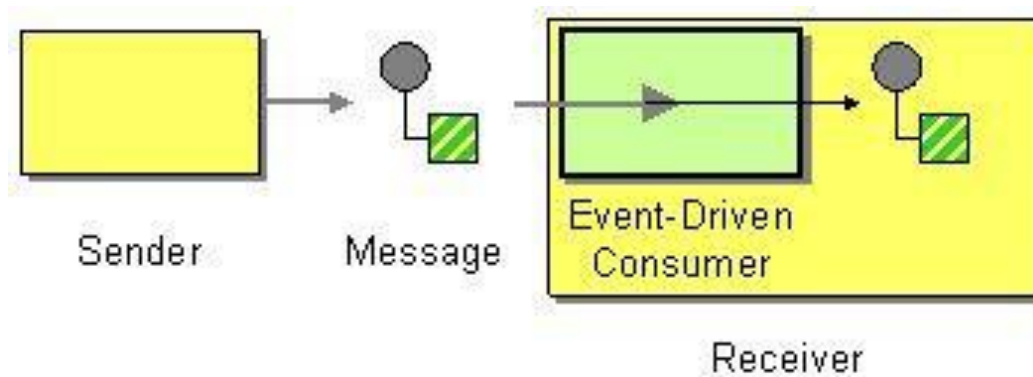 Sender
Message
Event-Driven
Consumer
Receiver